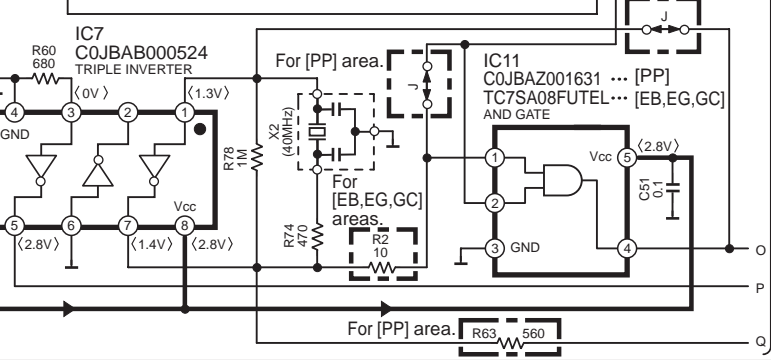 IC7
C0JBAB000524
TRIPLE INVERTER
R60
680
J
For [PP] area.
J
IC11
C0JBAZ001631 ··· [PP]
TC7SA08FUTEL ··· [EB,EG,GC]
AND GATE
〈0V〉
〈1.3V〉
4
3
2
1
GND
X2
(40MHz)
R78
1M
1
Vcc
5
〈2.8V〉
C51
0.1
For
[EB,EG,GC]
areas.
2
Vcc
5
6
7
8
〈2.8V〉
〈1.4V〉
〈2.8V〉
R74
470
R2
10
3
GND
4
O
P
For [PP] area.
R63
560
Q